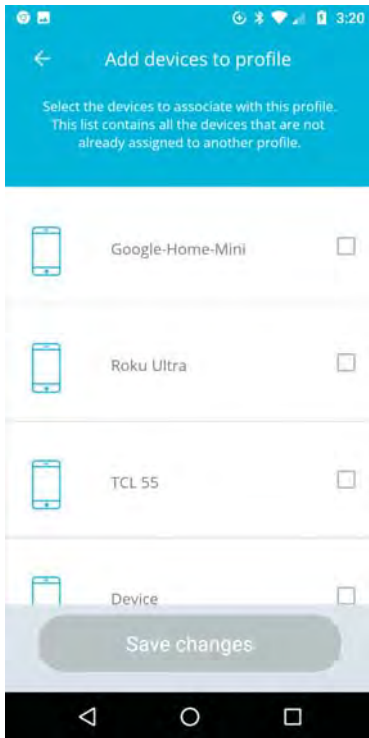 3:20
Add devices to profile
Select the devices to associate with this profile.
This list contains all the devices that are not
already assigned to another profile.
Google-Home-Mini
Roku Ultra
TCL 55
Device
Save changes